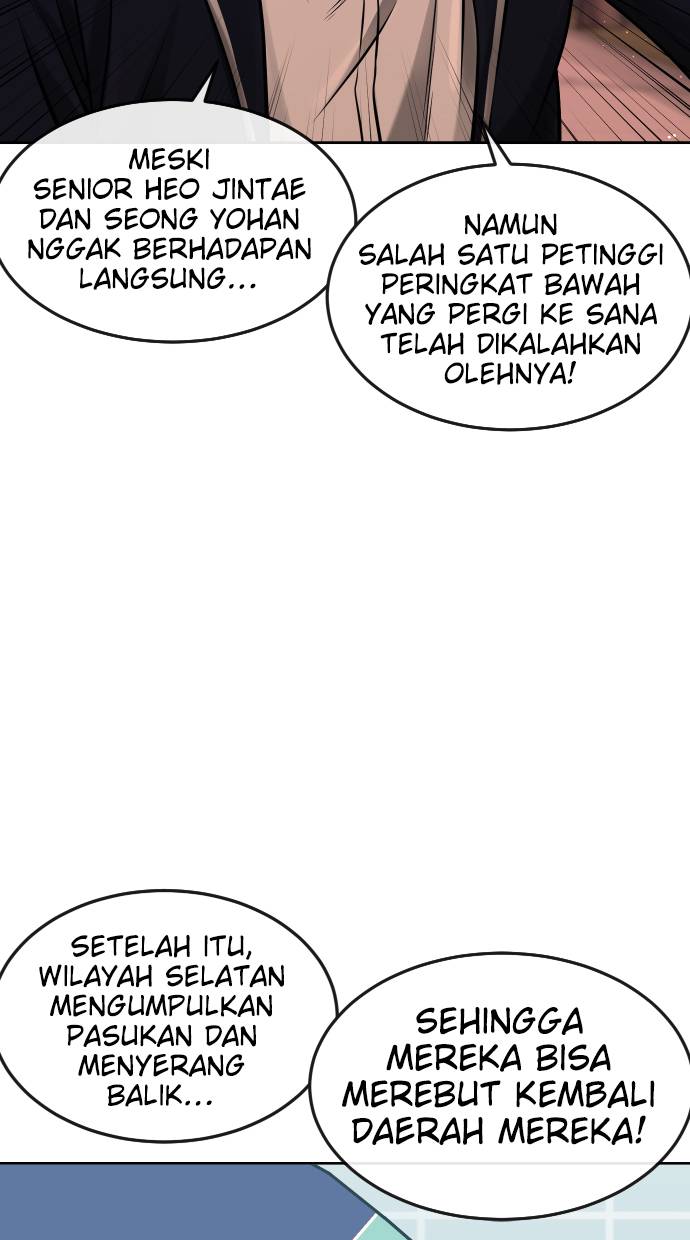 MESKI
SENIOR HEO JINTAE
DAN SEONG YOHAN
NGGAK BERHADAPAN
LANGSUNG...
NAMUN
SALAH SATU PETINGGI
PERINGKAT BAWAH
YANG PERGI KE SANA
TELAH DIKALAHKAN
OLEHNYA!
SETELAH ITU,
WILAYAH SELATAN
MENGUMPULKAN
PASUKAN DAN
MENYERANG
BALIK...
SEHINGGA
MEREKA BISA
MEREBUT KEMBALI
DAERAH MEREKA!